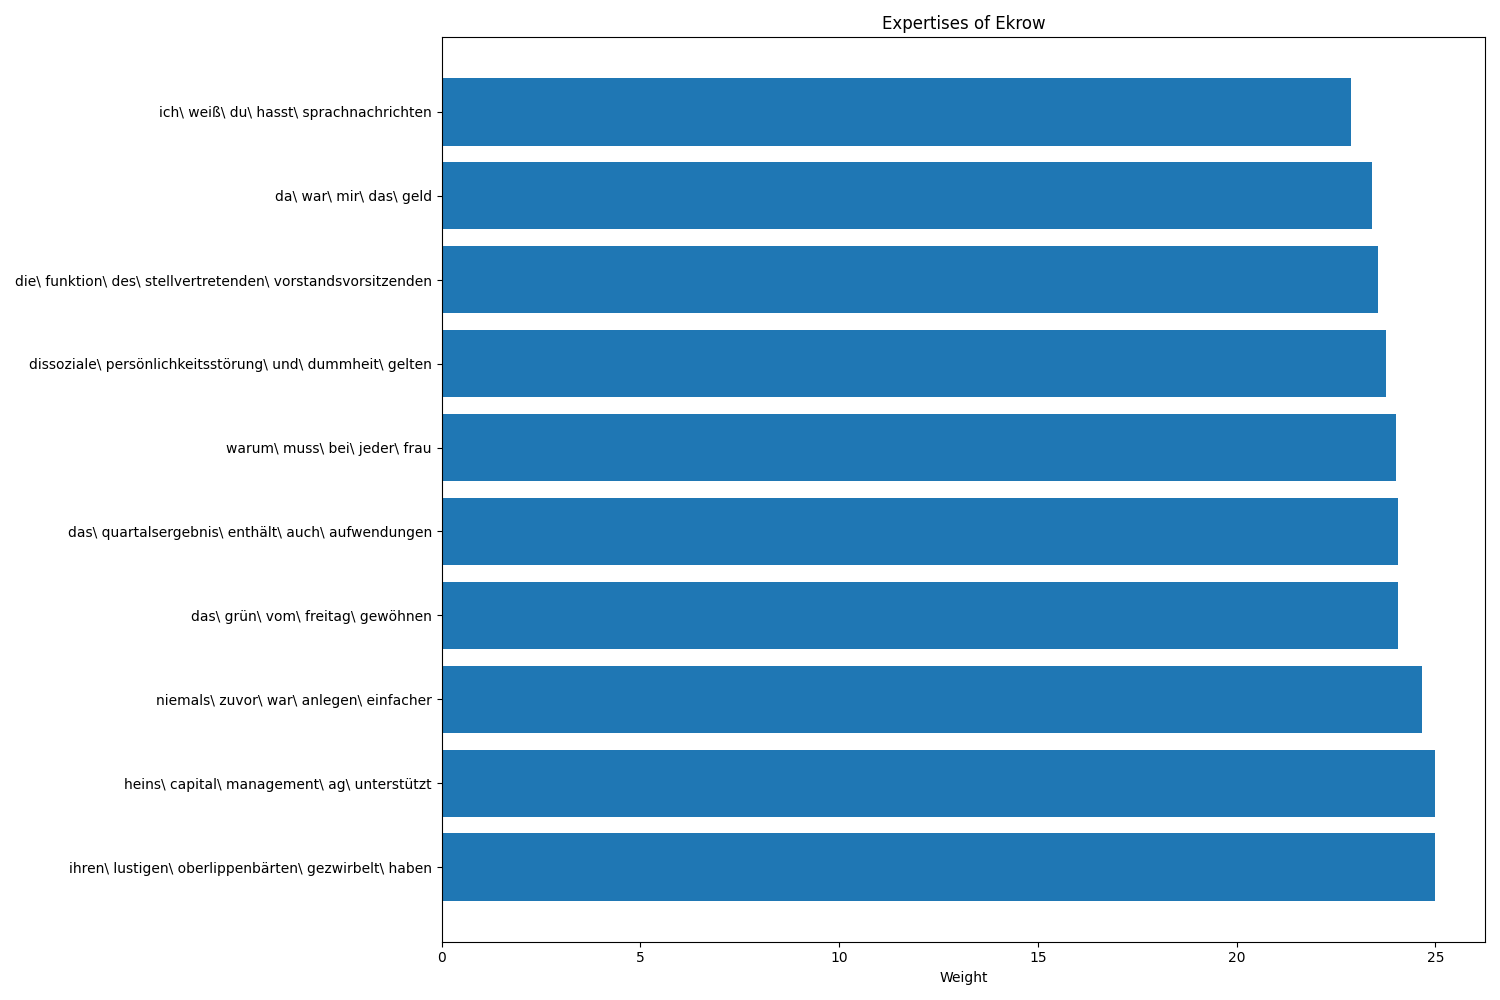 Expertises of Ekrow
ich\ weiß\ du\ hasst\ sprachnachrichten
da\ war\ mir\ das\ geld
die\ funktion\ des\ stellvertretenden\ vorstandsvorsitzenden
dissoziale\ persönlichkeitsstörung\ und\ dummheit\ gelten
warum\ muss\ bei\ jeder\ frau
das\ quartalsergebnis\ enthält\ auch\ aufwendungen
das\ grün\ vom\ freitag\ gewöhnen
niemals\ zuvor\ war\ anlegen\ einfacher
heins\ capital\ management\ ag\ unterstützt
ihren\ lustigen\ oberlippenbärten\ gezwirbelt\ haben
0 5 10 15 20 25
Weight